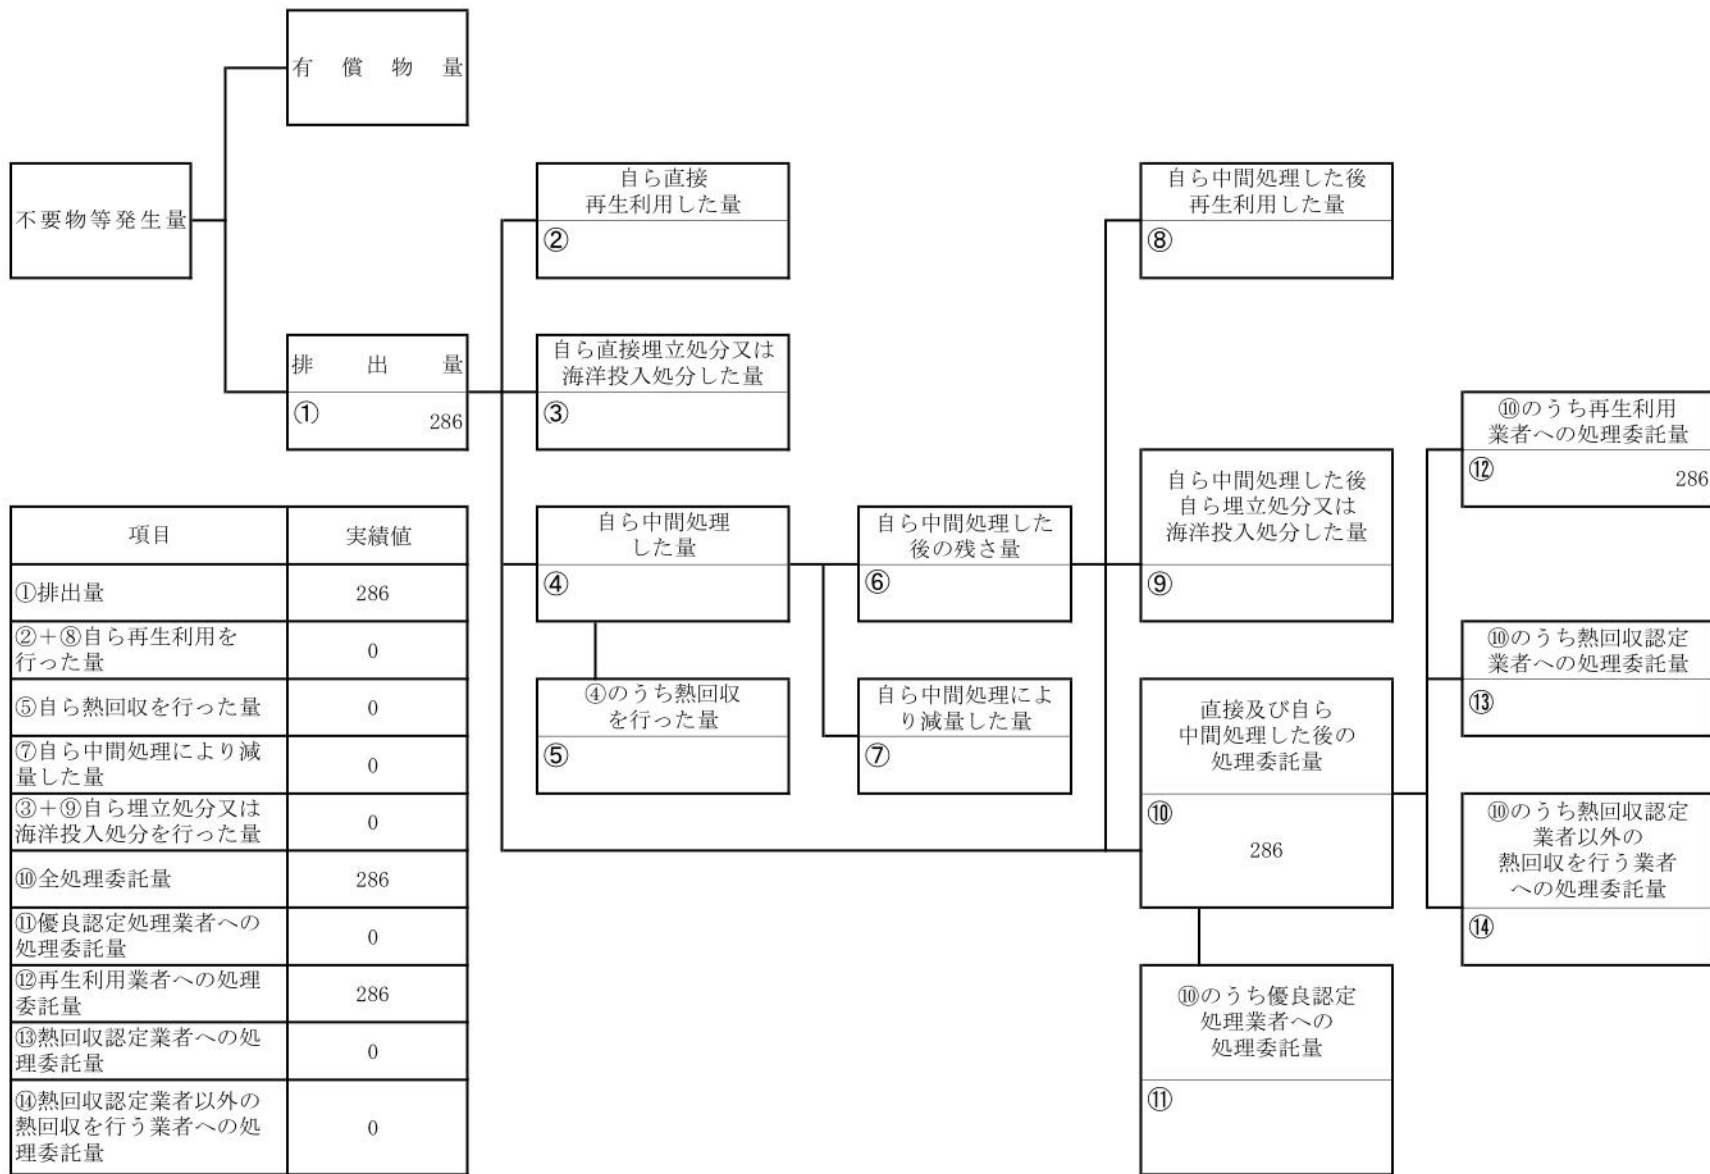 有償物量
不要物等発生量
排出量
①
286
自ら直接
再生利用した量
②
自ら直接埋立処分又は
海洋投入処分した量
③
自ら中間処理
した量
④
④のうち熱回収
を行った量
⑤
自ら中間処理した
後の残さ量
⑥
自ら中間処理によ
り減量した量
⑦
自ら中間処理した後
再生利用した量
⑧
自ら中間処理した後
自ら埋立処分又は
海洋投入処分した量
⑨
直接及び自ら
中間処理した後の
処理委託量
⑩
286
⑩のうち優良認定
処理業者への
処理委託量
⑪
⑩のうち再生利用
業者への処理委託量
⑫
286
⑩のうち熱回収認定
業者への処理委託量
⑬
⑩のうち熱回収認定
業者以外の
熱回収を行う業者
への処理委託量
⑭
項目 実績値
①排出量 286
②+⑧自ら再生利用を
行った量 0
⑤自ら熱回収を行った量 0
⑦自ら中間処理により減
量した量 0
③+⑨自ら埋立処分又は
海洋投入処分を行った量 0
⑩全処理委託量 286
⑪優良認定処理業者への
処理委託量 0
⑫再生利用業者への処理
委託量 286
⑬熱回収認定業者への処
理委託量 0
⑭熱回収認定業者以外の
熱回収を行う業者への処
理委託量 0